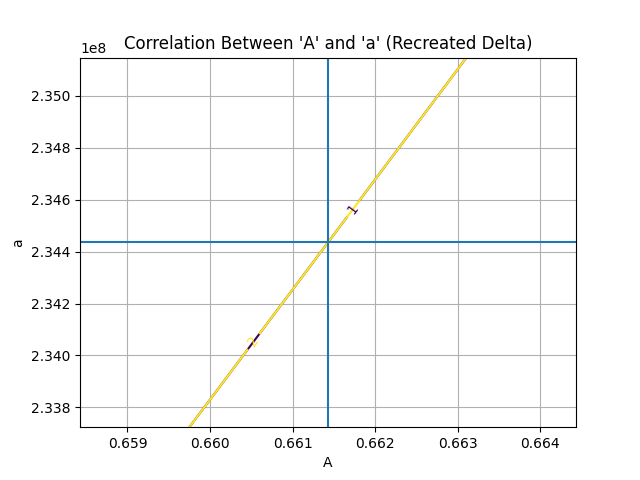 Correlation Between 'A' and 'a' (Recreated Delta)
1e8
2.350
2.348
2.346
2.344
2.342
2.340
2.338
a
1
0.659 0.660 0.661 0.662 0.663 0.664
A